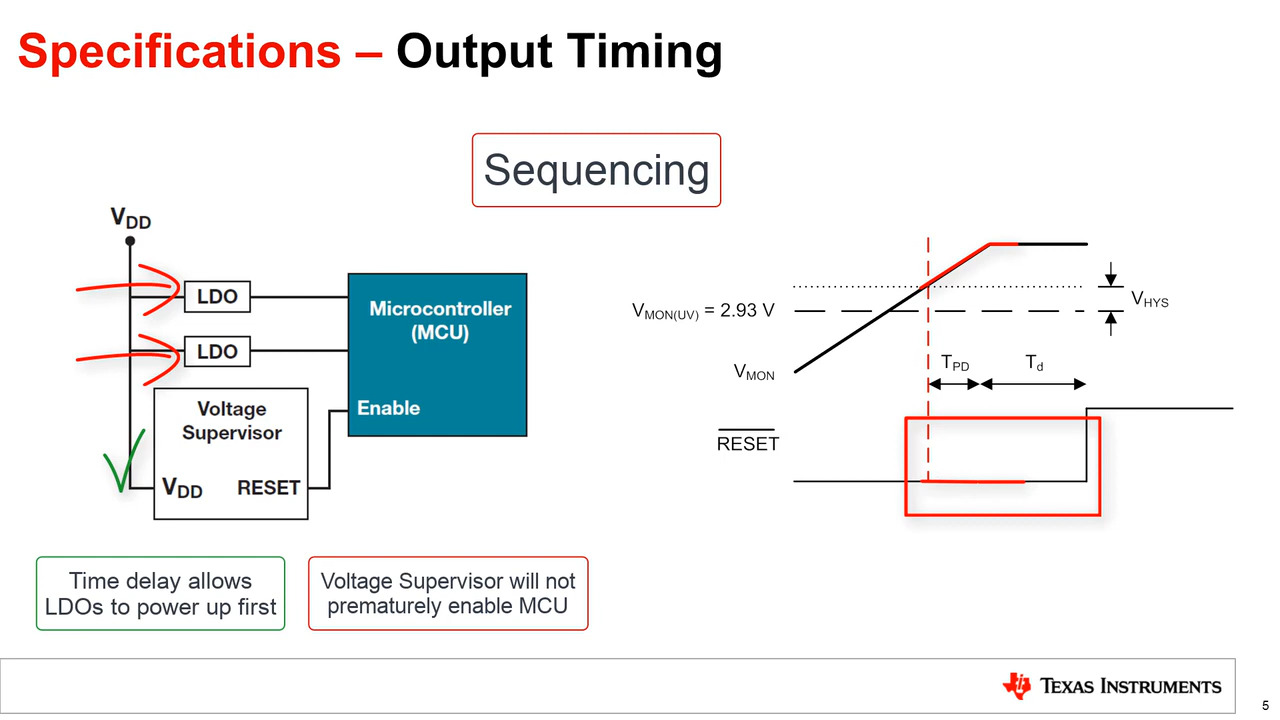 Specifications – Output Timing
Sequencing
VDD
LDO
LDO
Microcontroller
(MCU)
Enable
Voltage
Supervisor
VDD RESET
VMON(UV) = 2.93 V
VHYS
VMON
TPD Td
RESET
Time delay allows
LDOs to power up first
Voltage Supervisor will not
prematurely enable MCU
TEXAS INSTRUMENTS
5